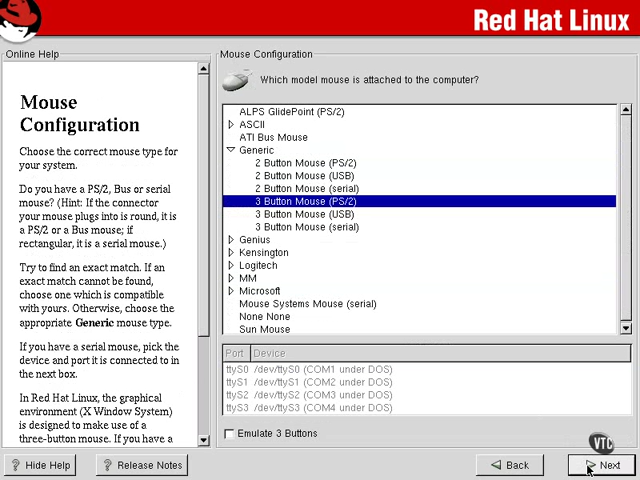 Red Hat Linux
Online Help
Mouse
Configuration
Choose the correct mouse type for
your system.
Do you have a PS/2, Bus or serial
mouse? (Hint: If the connector
your mouse plugs into is round, it is
a PS/2 or a Bus mouse; if
rectangular, it is a serial mouse.)
Try to find an exact match. If an
exact match cannot be found,
choose one which is compatible
with yours. Otherwise, choose the
appropriate Generic mouse type.
If you have a serial mouse, pick the
device and port it is connected to in
the next box.
In Red Hat Linux, the graphical
environment (X Window System)
is designed to make use of a
three-button mouse. If you have a
Mouse Configuration
Which model mouse is attached to the computer?
ALPS GlidePoint (PS/2)
ASCII
ATI Bus Mouse
Generic
2 Button Mouse (PS/2)
2 Button Mouse (USB)
2 Button Mouse (serial)
3 Button Mouse (PS/2)
3 Button Mouse (USB)
3 Button Mouse (serial)
Genius
Kensington
Logitech
MM
Microsoft
Mouse Systems Mouse (serial)
None None
Sun Mouse
Port Device
ttyS0 /dev/ttyS0 (COM1 under DOS)
ttyS1 /dev/ttyS1 (COM2 under DOS)
ttyS2 /dev/ttyS2 (COM3 under DOS)
ttyS3 /dev/ttyS3 (COM4 under DOS)
Emulate 3 Buttons
VTC
Hide Help
Release Notes
Back
Next